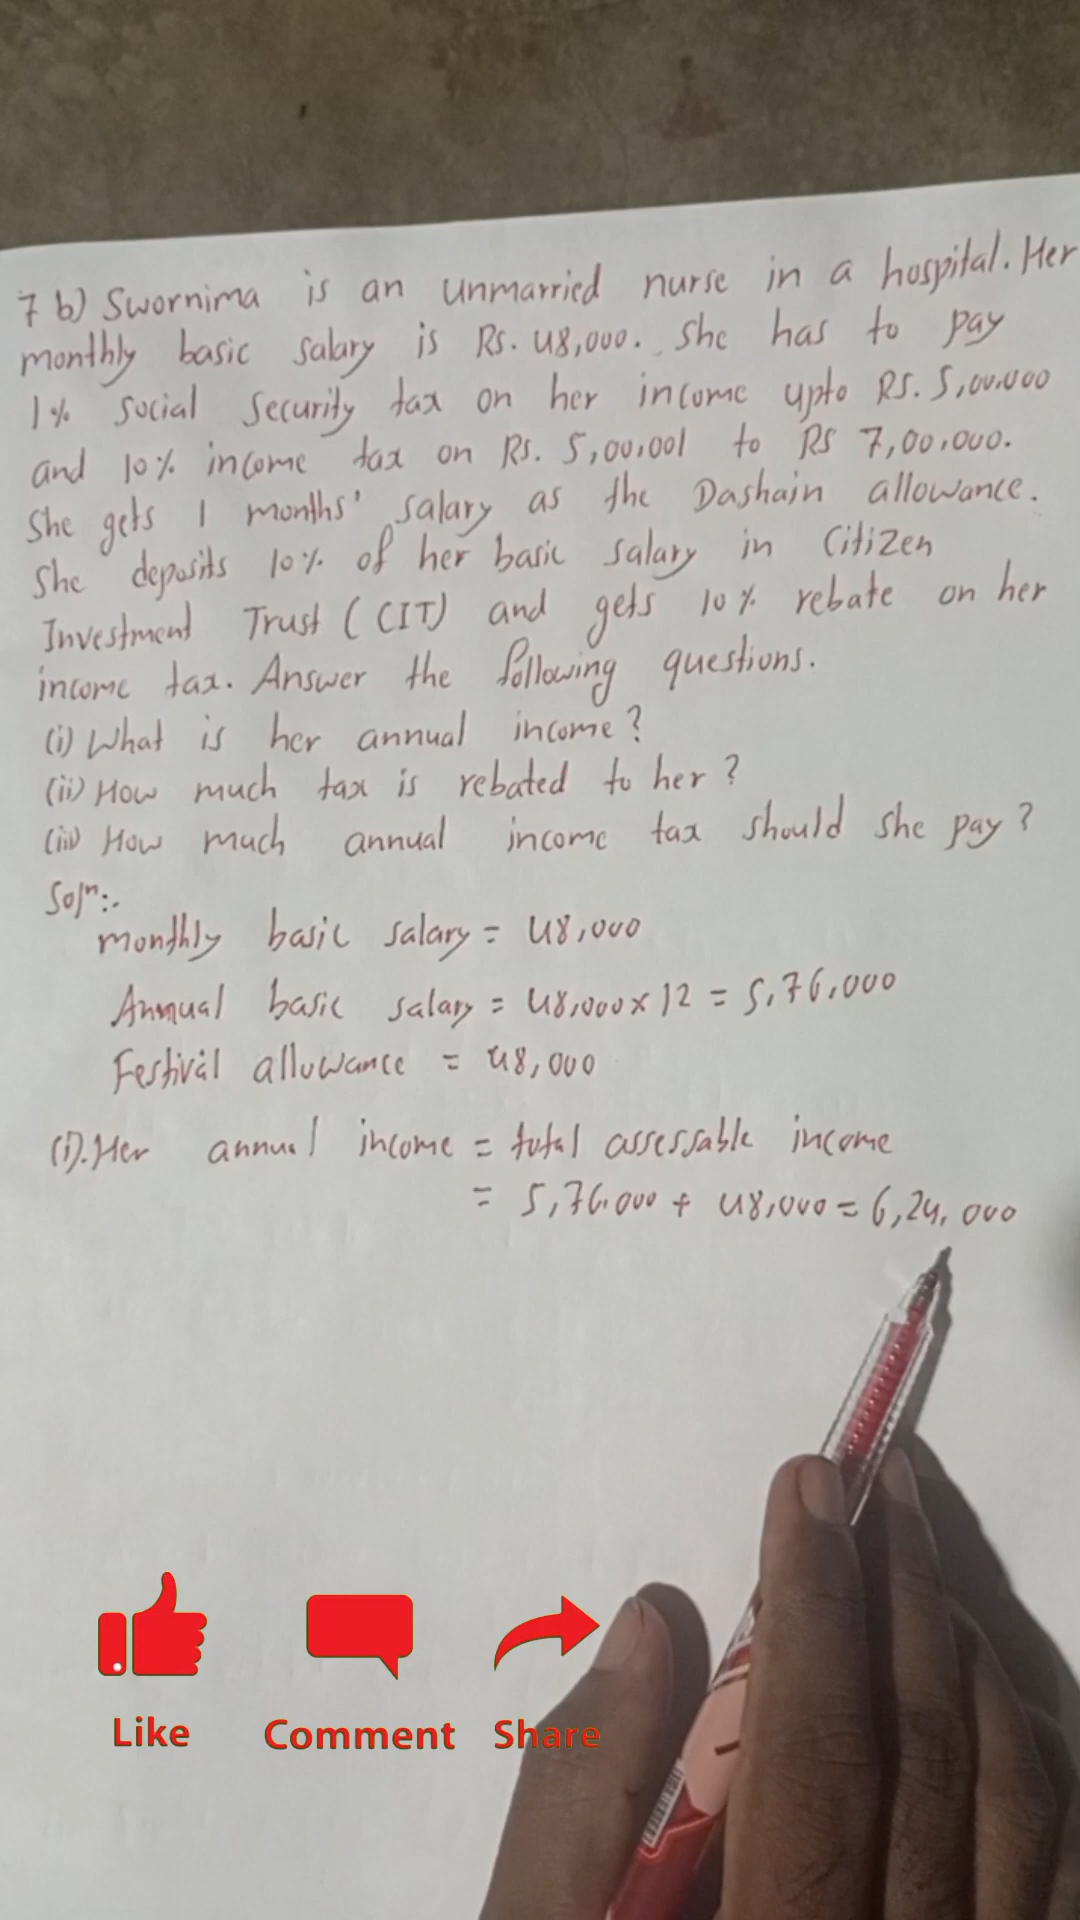 7 b) Swornima is an unmarried nurse in a hospital. Her
monthly basic salary is Rs. 48,000. She has to pay
1% Social Security tax on her income upto Rs. 5,00,000
and 10% income tax on Rs. 5,00,001 to Rs 7,00,000.
She gets 1 months' salary as the Dashain allowance.
She deposits 10% of her basic salary in Citizen
Investment Trust (CIT) and gets 10% rebate on her
income tax. Answer the following questions.
(i) What is her annual income?
(ii) How much tax is rebated to her?
(iii) How much annual income tax should she pay?
Solⁿ:-
monthly basic salary = 48,000
Annual basic salary = 48,000 x 12 = 5,76,000
Festival allowance = 48,000
(i). Her annual income = total assessable income
= 5,76,000 + 48,000 = 6,24,000
Like Comment Share